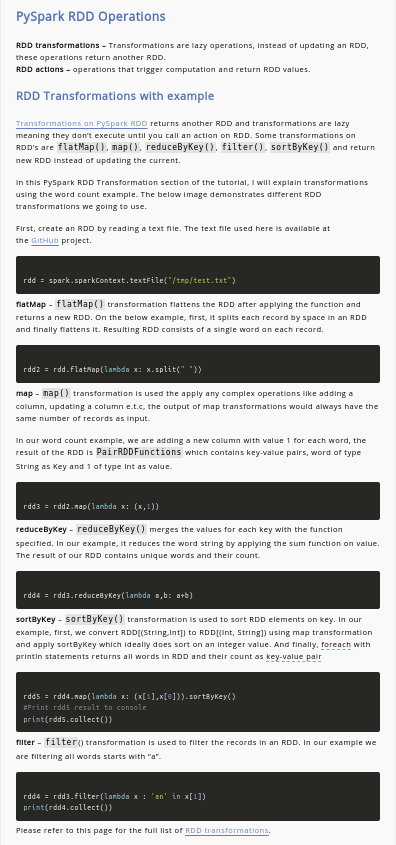 PySpark RDD Operations
RDD transformations – Transformations are lazy operations, instead of updating an RDD,
these operations return another RDD.
RDD actions – operations that trigger computation and return RDD values.
RDD Transformations with example
Transformations on PySpark RDD returns another RDD and transformations are lazy
meaning they don't execute until you call an action on RDD. Some transformations on
RDD's are flatMap(), map(), reduceByKey(), filter(), sortByKey() and return
new RDD instead of updating the current.
In this PySpark RDD Transformation section of the tutorial, I will explain transformations
using the word count example. The below image demonstrates different RDD
transformations we going to use.
First, create an RDD by reading a text file. The text file used here is available at
the GitHub project.
rdd = spark.sparkContext.textFile("/tmp/test.txt")
flatMap – flatMap() transformation flattens the RDD after applying the function and
returns a new RDD. On the below example, first, it splits each record by space in an RDD
and finally flattens it. Resulting RDD consists of a single word on each record.
rdd2 = rdd.flatMap(lambda x: x.split(" "))
map – map() transformation is used the apply any complex operations like adding a
column, updating a column e.t.c, the output of map transformations would always have the
same number of records as input.
In our word count example, we are adding a new column with value 1 for each word, the
result of the RDD is PairRDDFunctions which contains key-value pairs, word of type
String as Key and 1 of type Int as value.
rdd3 = rdd2.map(lambda x: (x,1))
reduceByKey – reduceByKey() merges the values for each key with the function
specified. In our example, it reduces the word string by applying the sum function on value.
The result of our RDD contains unique words and their count.
rdd4 = rdd3.reduceByKey(lambda a,b: a+b)
sortByKey – sortByKey() transformation is used to sort RDD elements on key. In our
example, first, we convert RDD[(String,Int]) to RDD[(Int, String]) using map transformation
and apply sortByKey which ideally does sort on an integer value. And finally, foreach with
println statements returns all words in RDD and their count as key-value pair
rdd5 = rdd4.map(lambda x: (x[1],x[0])).sortByKey()
#Print rdd5 result to console
print(rdd5.collect())
filter – filter() transformation is used to filter the records in an RDD. In our example we
are filtering all words starts with "a".
rdd4 = rdd3.filter(lambda x : 'an' in x[1])
print(rdd4.collect())
Please refer to this page for the full list of RDD transformations.